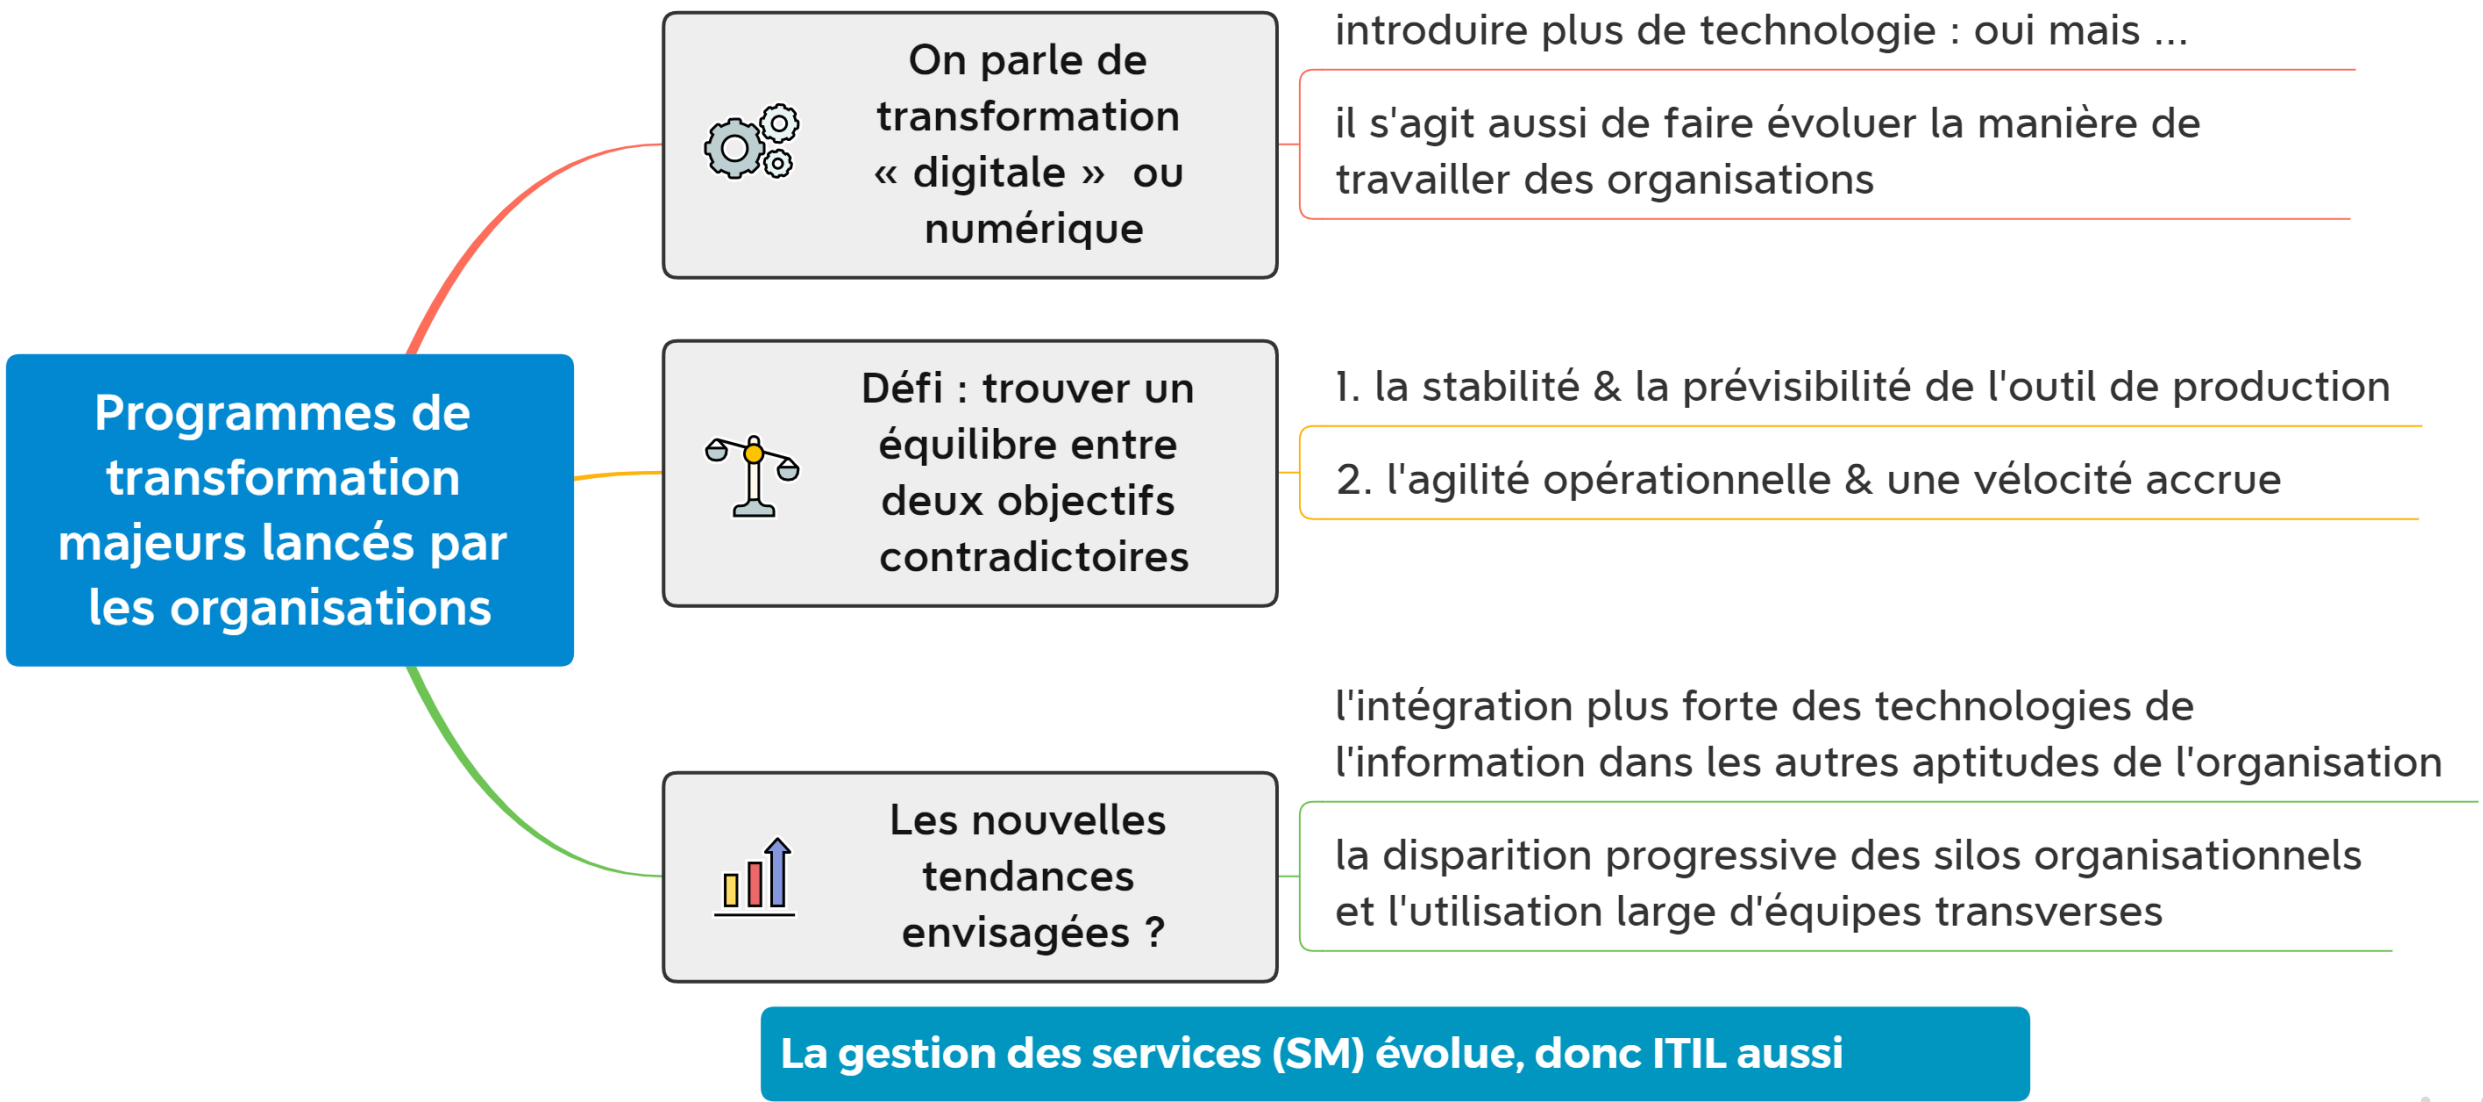 Programmes de
transformation
majeurs lancés par
les organisations
On parle de
transformation
« digitale »  ou
numérique
introduire plus de technologie : oui mais ...
il s'agit aussi de faire évoluer la manière de
travailler des organisations
Défi : trouver un
équilibre entre
deux objectifs
contradictoires
1. la stabilité & la prévisibilité de l'outil de production
2. l'agilité opérationnelle & une vélocité accrue
Les nouvelles
tendances
envisagées ?
l'intégration plus forte des technologies de
l'information dans les autres aptitudes de l'organisation
la disparition progressive des silos organisationnels
et l'utilisation large d'équipes transverses
La gestion des services (SM) évolue, donc ITIL aussi